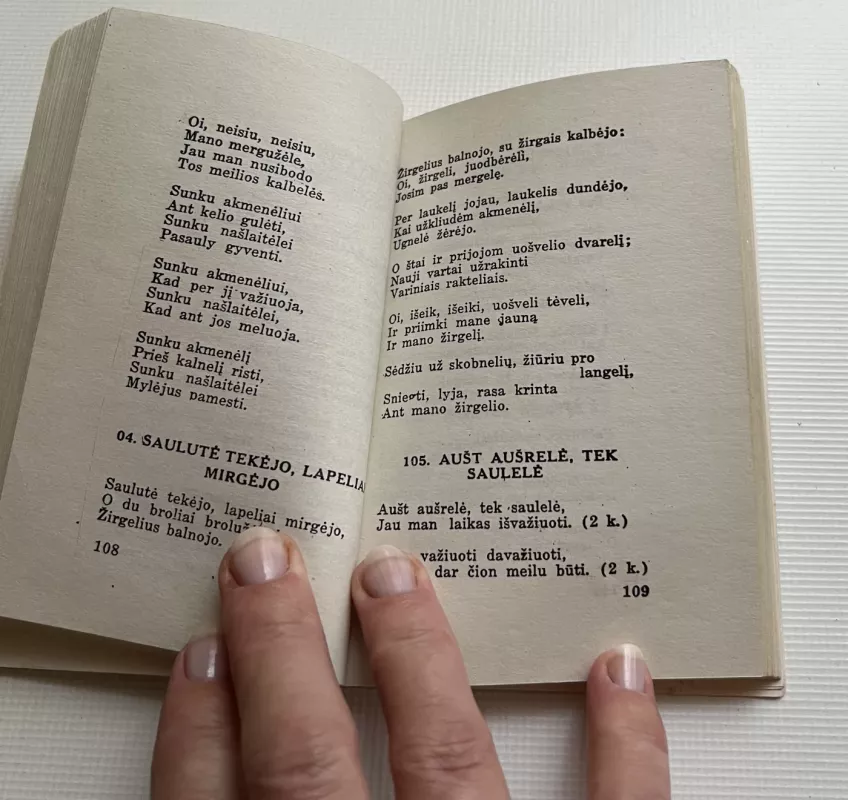 Oi, neisiu, neisiu,
Mano mergužėle,
Jau man nusibodo
Tos meilios kalbelės.
Sunku akmenėliui
Ant kelio gulėti,
Sunku našlaitėlei
Pasauly gyventi.
Sunku akmenėliui,
Kad per jį važiuoja,
Sunku našlaitėlei,
Kad ant jos meluoja.
Sunku akmenėlį
Prieš kalnelį risti,
Sunku našlaitėlei
Mylėjus pamesti.
04. SAULUTĖ TEKĖJO, LAPELIAI
MIRGĖJO
Saulutė tekėjo, lapeliai mirgėjo,
O du broliai
Žirgelius balnojo.
108
Žirgelius balnojo, su žirgais kalbėjo:
Oi, žirgeli, juodbėrėli,
Josim pas mergelę.
Per laukelį jojau, laukelis dundėjo,
Kai užkliudėm akmenėlį,
Ugnelė žėrėjo.
O štai ir prijojom uošvelio dvarelį;
Nauji vartai užrakinti
Variniais rakteliais.
Oi, išeik, išeiki, uošveli tėveli,
Ir priimki mane jauną
Ir mano žirgelį.
Sėdžiu už skobnelių, žiūriu pro
langelį,
lyja, rasa krinta
Ant mano žirgelio.
105. AUŠT AUŠRELĖ, TEK
SAULELĖ
Aušt aušrelė, tek saulelė,
Jau man laikas išvažiuoti. (2 k.)
važiuoti davažiuoti,
dar čion meilu būti. (2 k.)
109